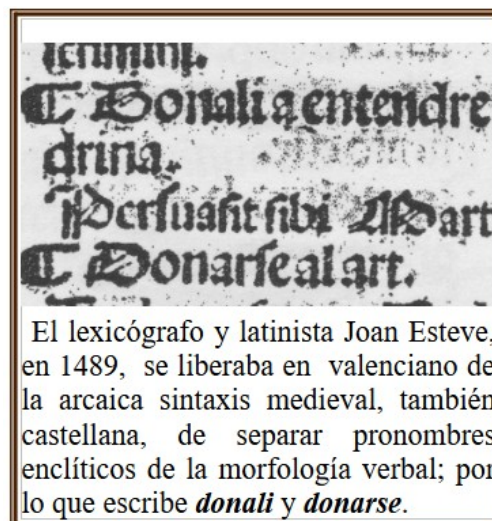 scrimini.
¶ Donali a entendre
drina.
Persuasit sibi Mart
¶ Donarse al art.
El lexicógrafo y latinista Joan Esteve,
en 1489, se liberaba en valenciano de
la arcaica sintaxis medieval, también
castellana, de separar pronombres
enclíticos de la morfología verbal; por
lo que escribe donali y donarse.